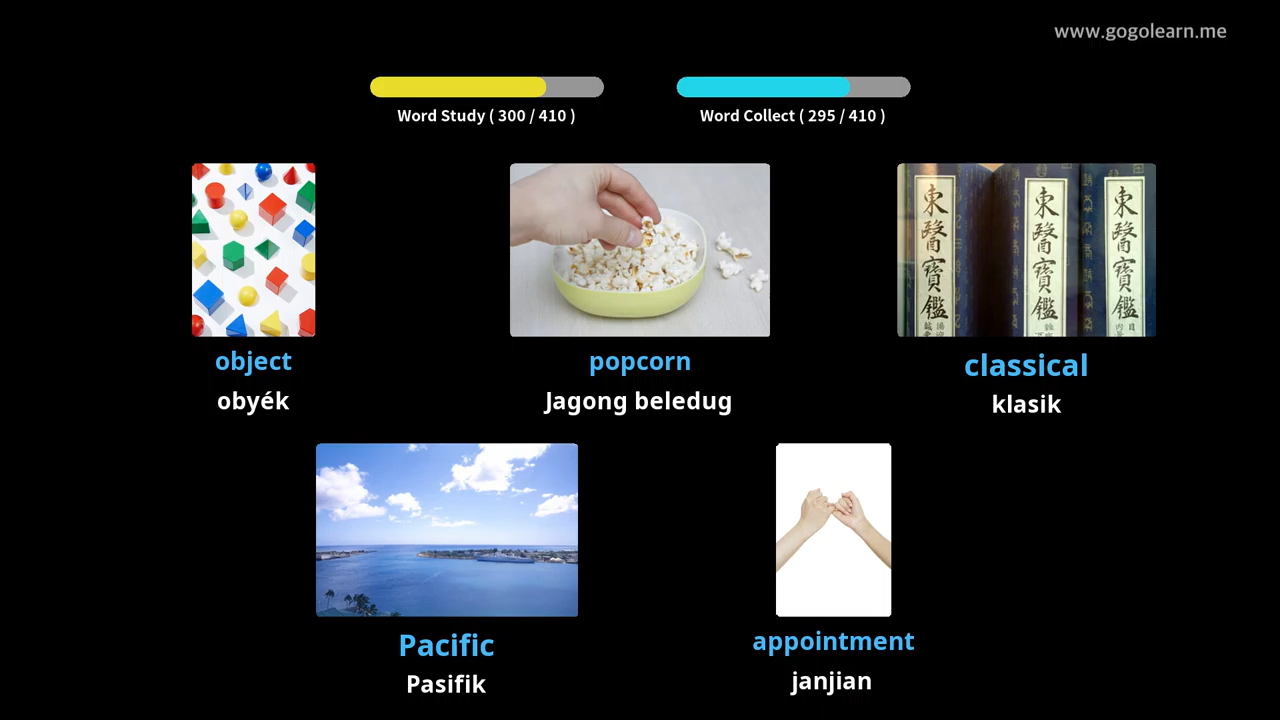 www.gogolearn.me
Word Study ( 300 / 410 )
Word Collect ( 295 / 410 )
東醫寶鑑
東醫寶鑑
東醫寶鑑
object
obyék
popcorn
Jagong beledug
classical
klasik
Pacific
Pasifik
appointment
janjian